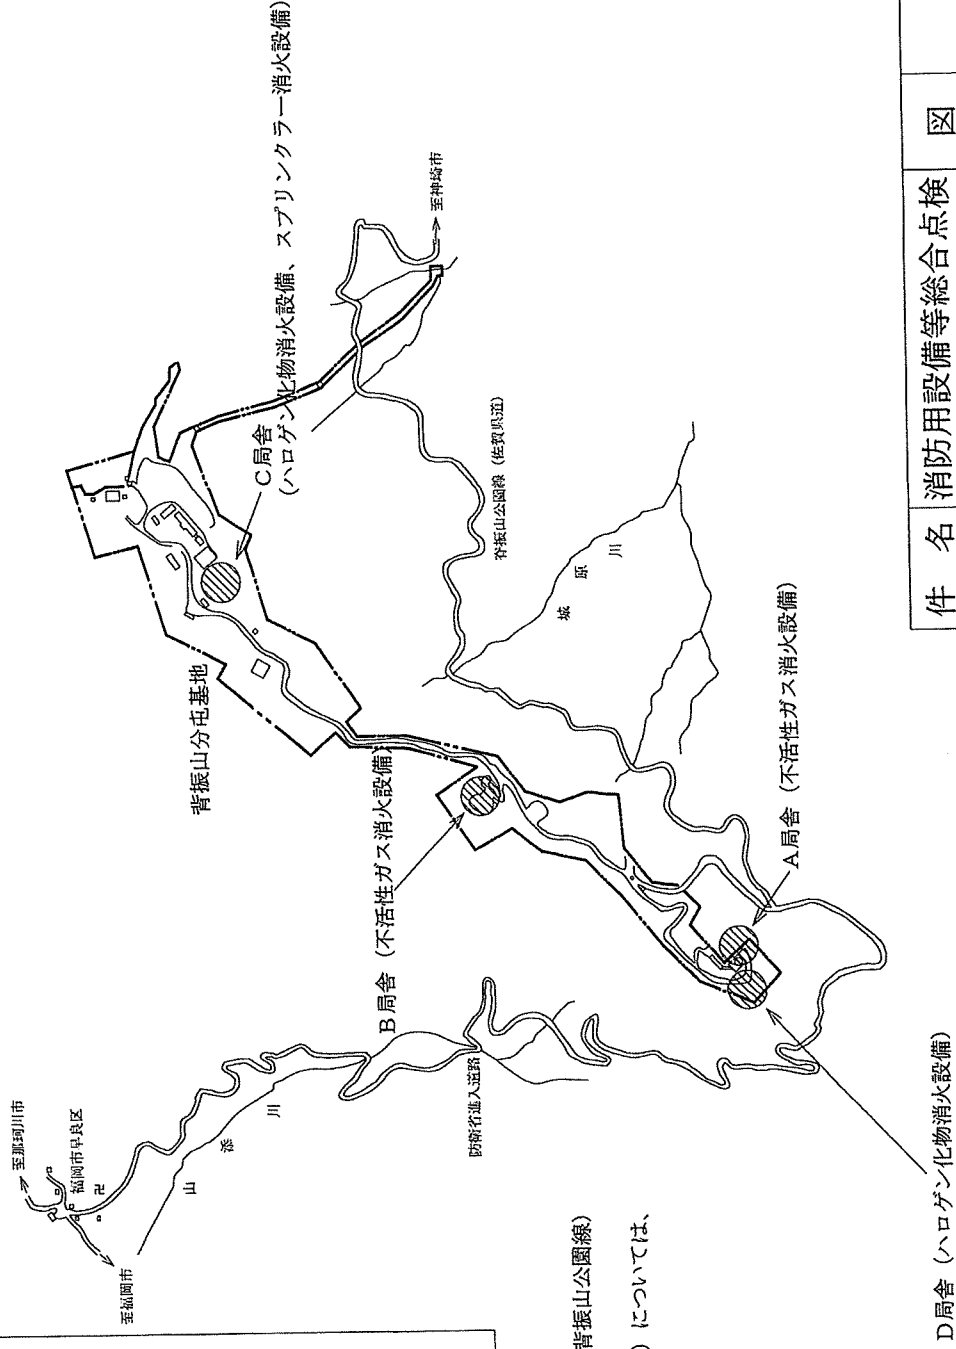 至那珂川市
福岡市早良区
至福岡市
山添川
防衛省進入道路
背振山分屯基地
B局舎 (不活性ガス消火設備)
C局舎
(ハロゲン化物消火設備、スプリンクラー消火設備)
至神埼市
脊振山公園線 (佐賀県道)
城原川
A局舎 (不活性ガス消火設備)
D局舎 (ハロゲン化物消火設備)
背振山公園線)
) については、
件 名 消防用設備等総合点検 図